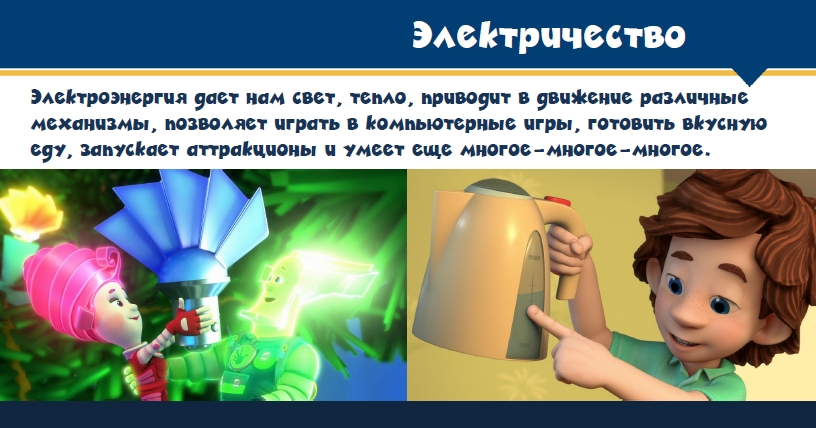 Электричество
Электроэнергия дает нам свет, тепло, приводит в движение различные
механизмы, позволяет играть в компьютерные игры, готовить вкусную
еду, запускает аттракционы и умеет еще многое-многое-многое.